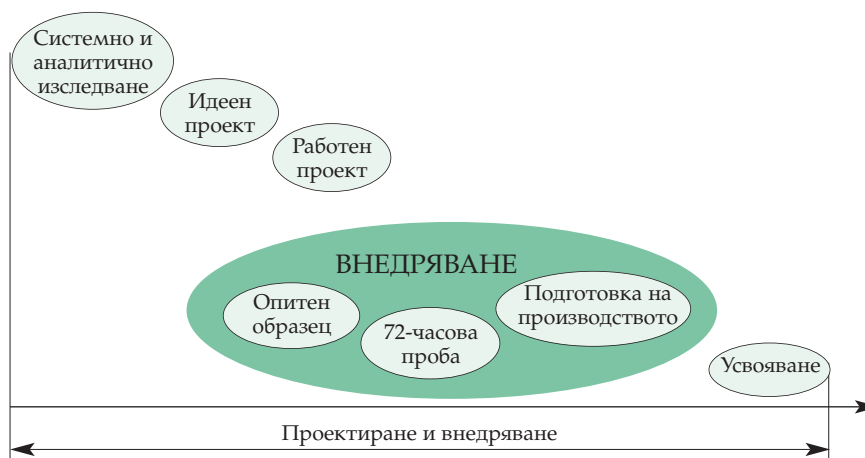 Системно и
аналитично
изследване
Идеен
проект
Работен
проект
ВНЕДРЯВАНЕ
Опитен
образец
72-часова
проба
Подготовка на
производството
Усвояване
Проектиране и внедряване